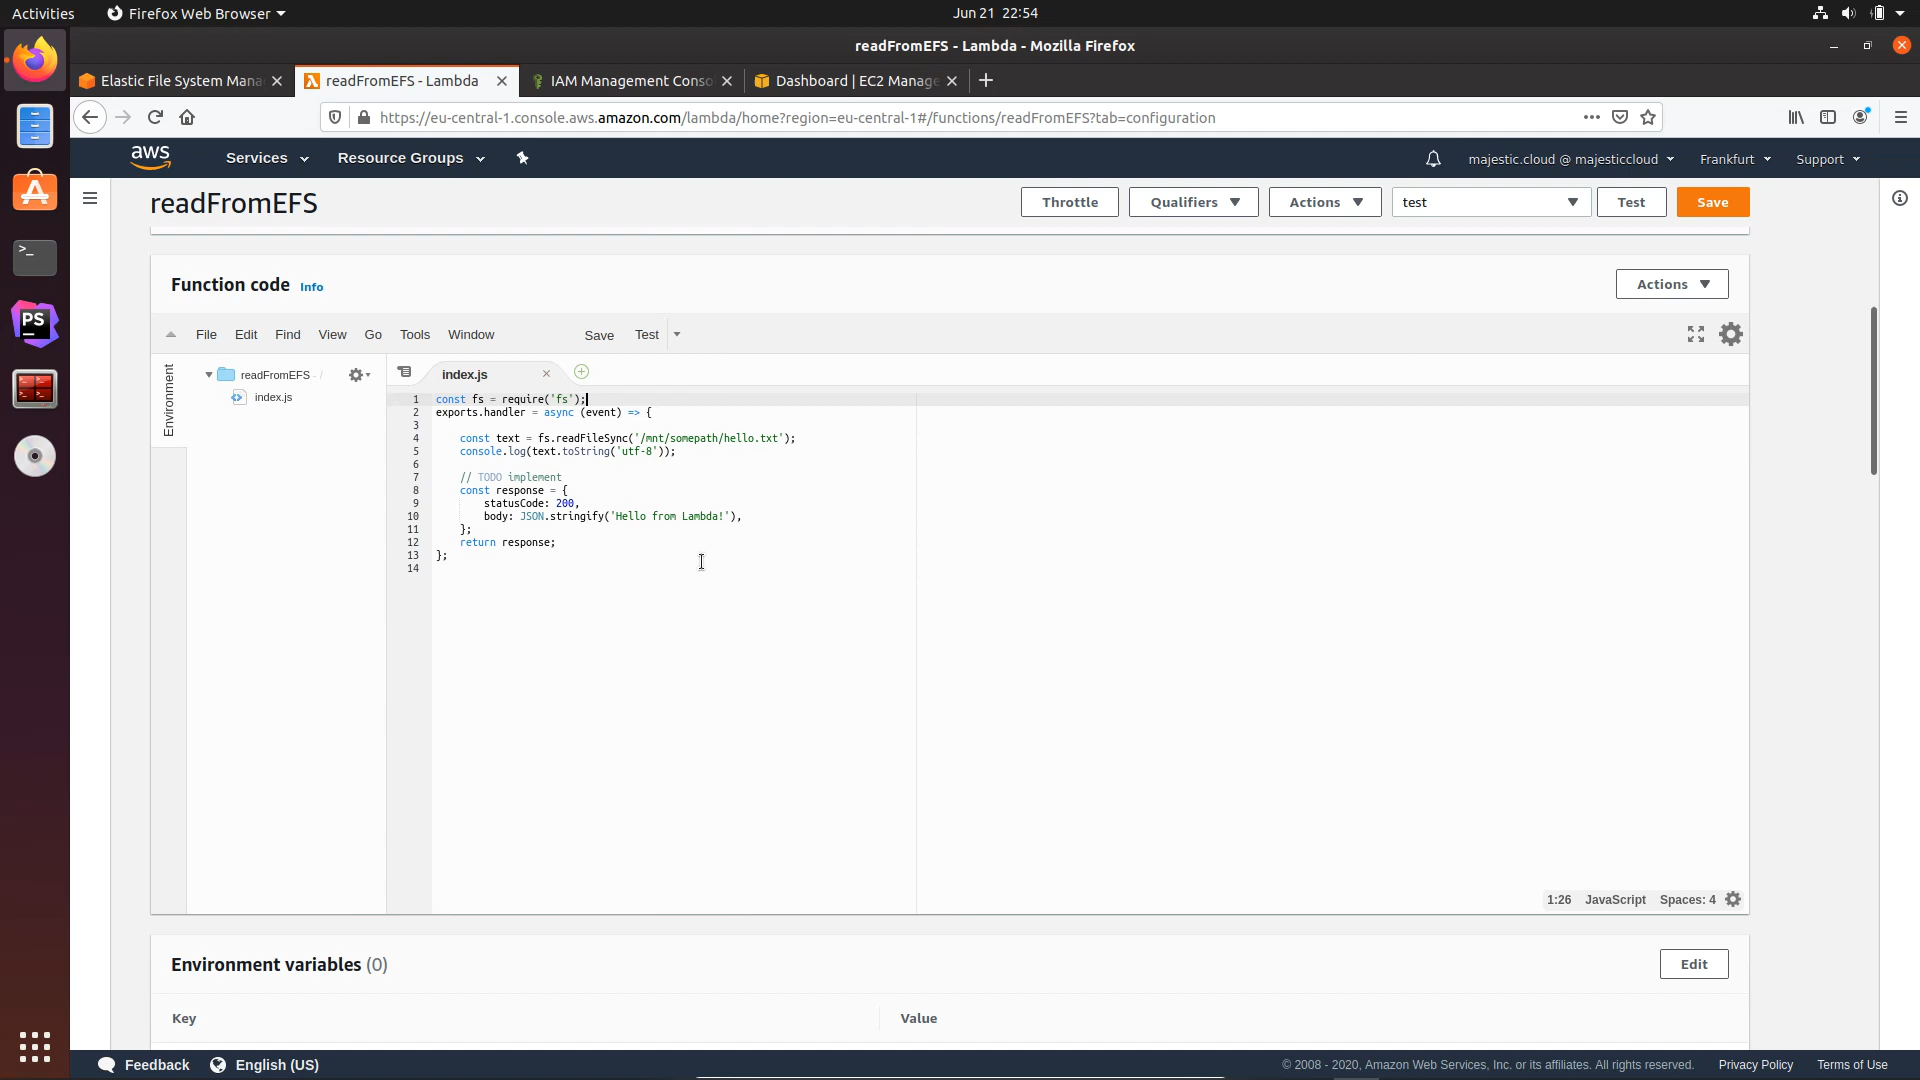 Activities
Firefox Web Browser
Jun 21 22:54
readFromEFS - Lambda - Mozilla Firefox
Elastic File System Mana
readFromEFS - Lambda
IAM Management Conso
Dashboard | EC2 Manage
https://eu-central-1.console.aws.amazon.com/lambda/home?region=eu-central-1#/functions/readFromEFS?tab=configuration
aws
Services
Resource Groups
majestic.cloud @ majesticcloud
Frankfurt
Support
readFromEFS
Throttle
Qualifiers
Actions
test
Test
Save
Function code Info
Actions
File
Edit
Find
View
Go
Tools
Window
Save
Test
Environment
readFromEFS - /
index.js
index.js
1 const fs = require('fs');
2 exports.handler = async (event) => {
3
4 const text = fs.readFileSync('/mnt/somepath/hello.txt');
5 console.log(text.toString('utf-8'));
6
7 // TODO implement
8 const response = {
9 statusCode: 200,
10 body: JSON.stringify('Hello from Lambda!'),
11 };
12 return response;
13 };
14
1:26 JavaScript Spaces: 4
Environment variables (0)
Edit
Key
Value
Feedback
English (US)
© 2008 - 2020, Amazon Web Services, Inc. or its affiliates. All rights reserved.
Privacy Policy
Terms of Use
PS